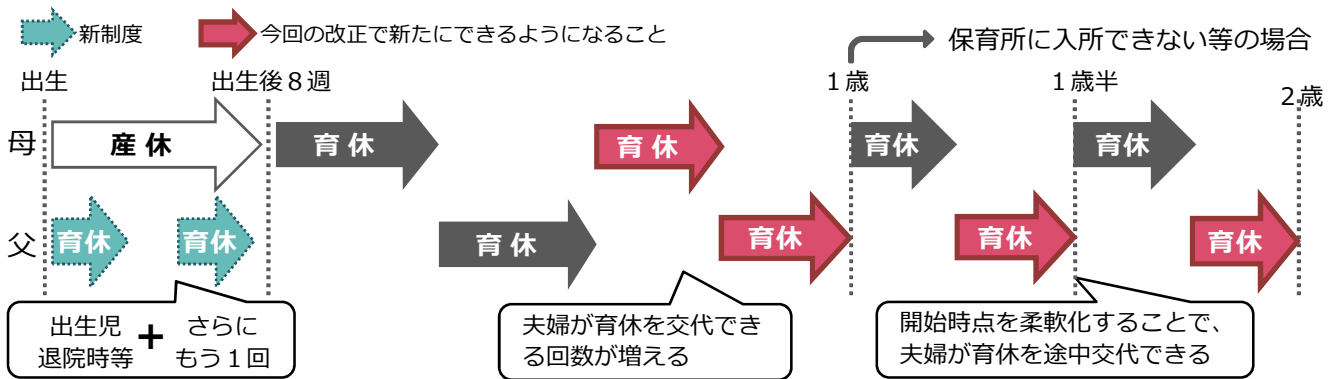 新制度
今回の改正で新たにできるようになること
保育所に入所できない等の場合
出生
出生後８週
１歳
１歳半
２歳
母
産 休
育 休
育 休
育休
育休
父
育休
育休
育 休
育休
育休
育休
出生児
退院時等
＋
さらに
もう１回
夫婦が育休を交代でき
る回数が増える
開始時点を柔軟化することで、
夫婦が育休を途中交代できる